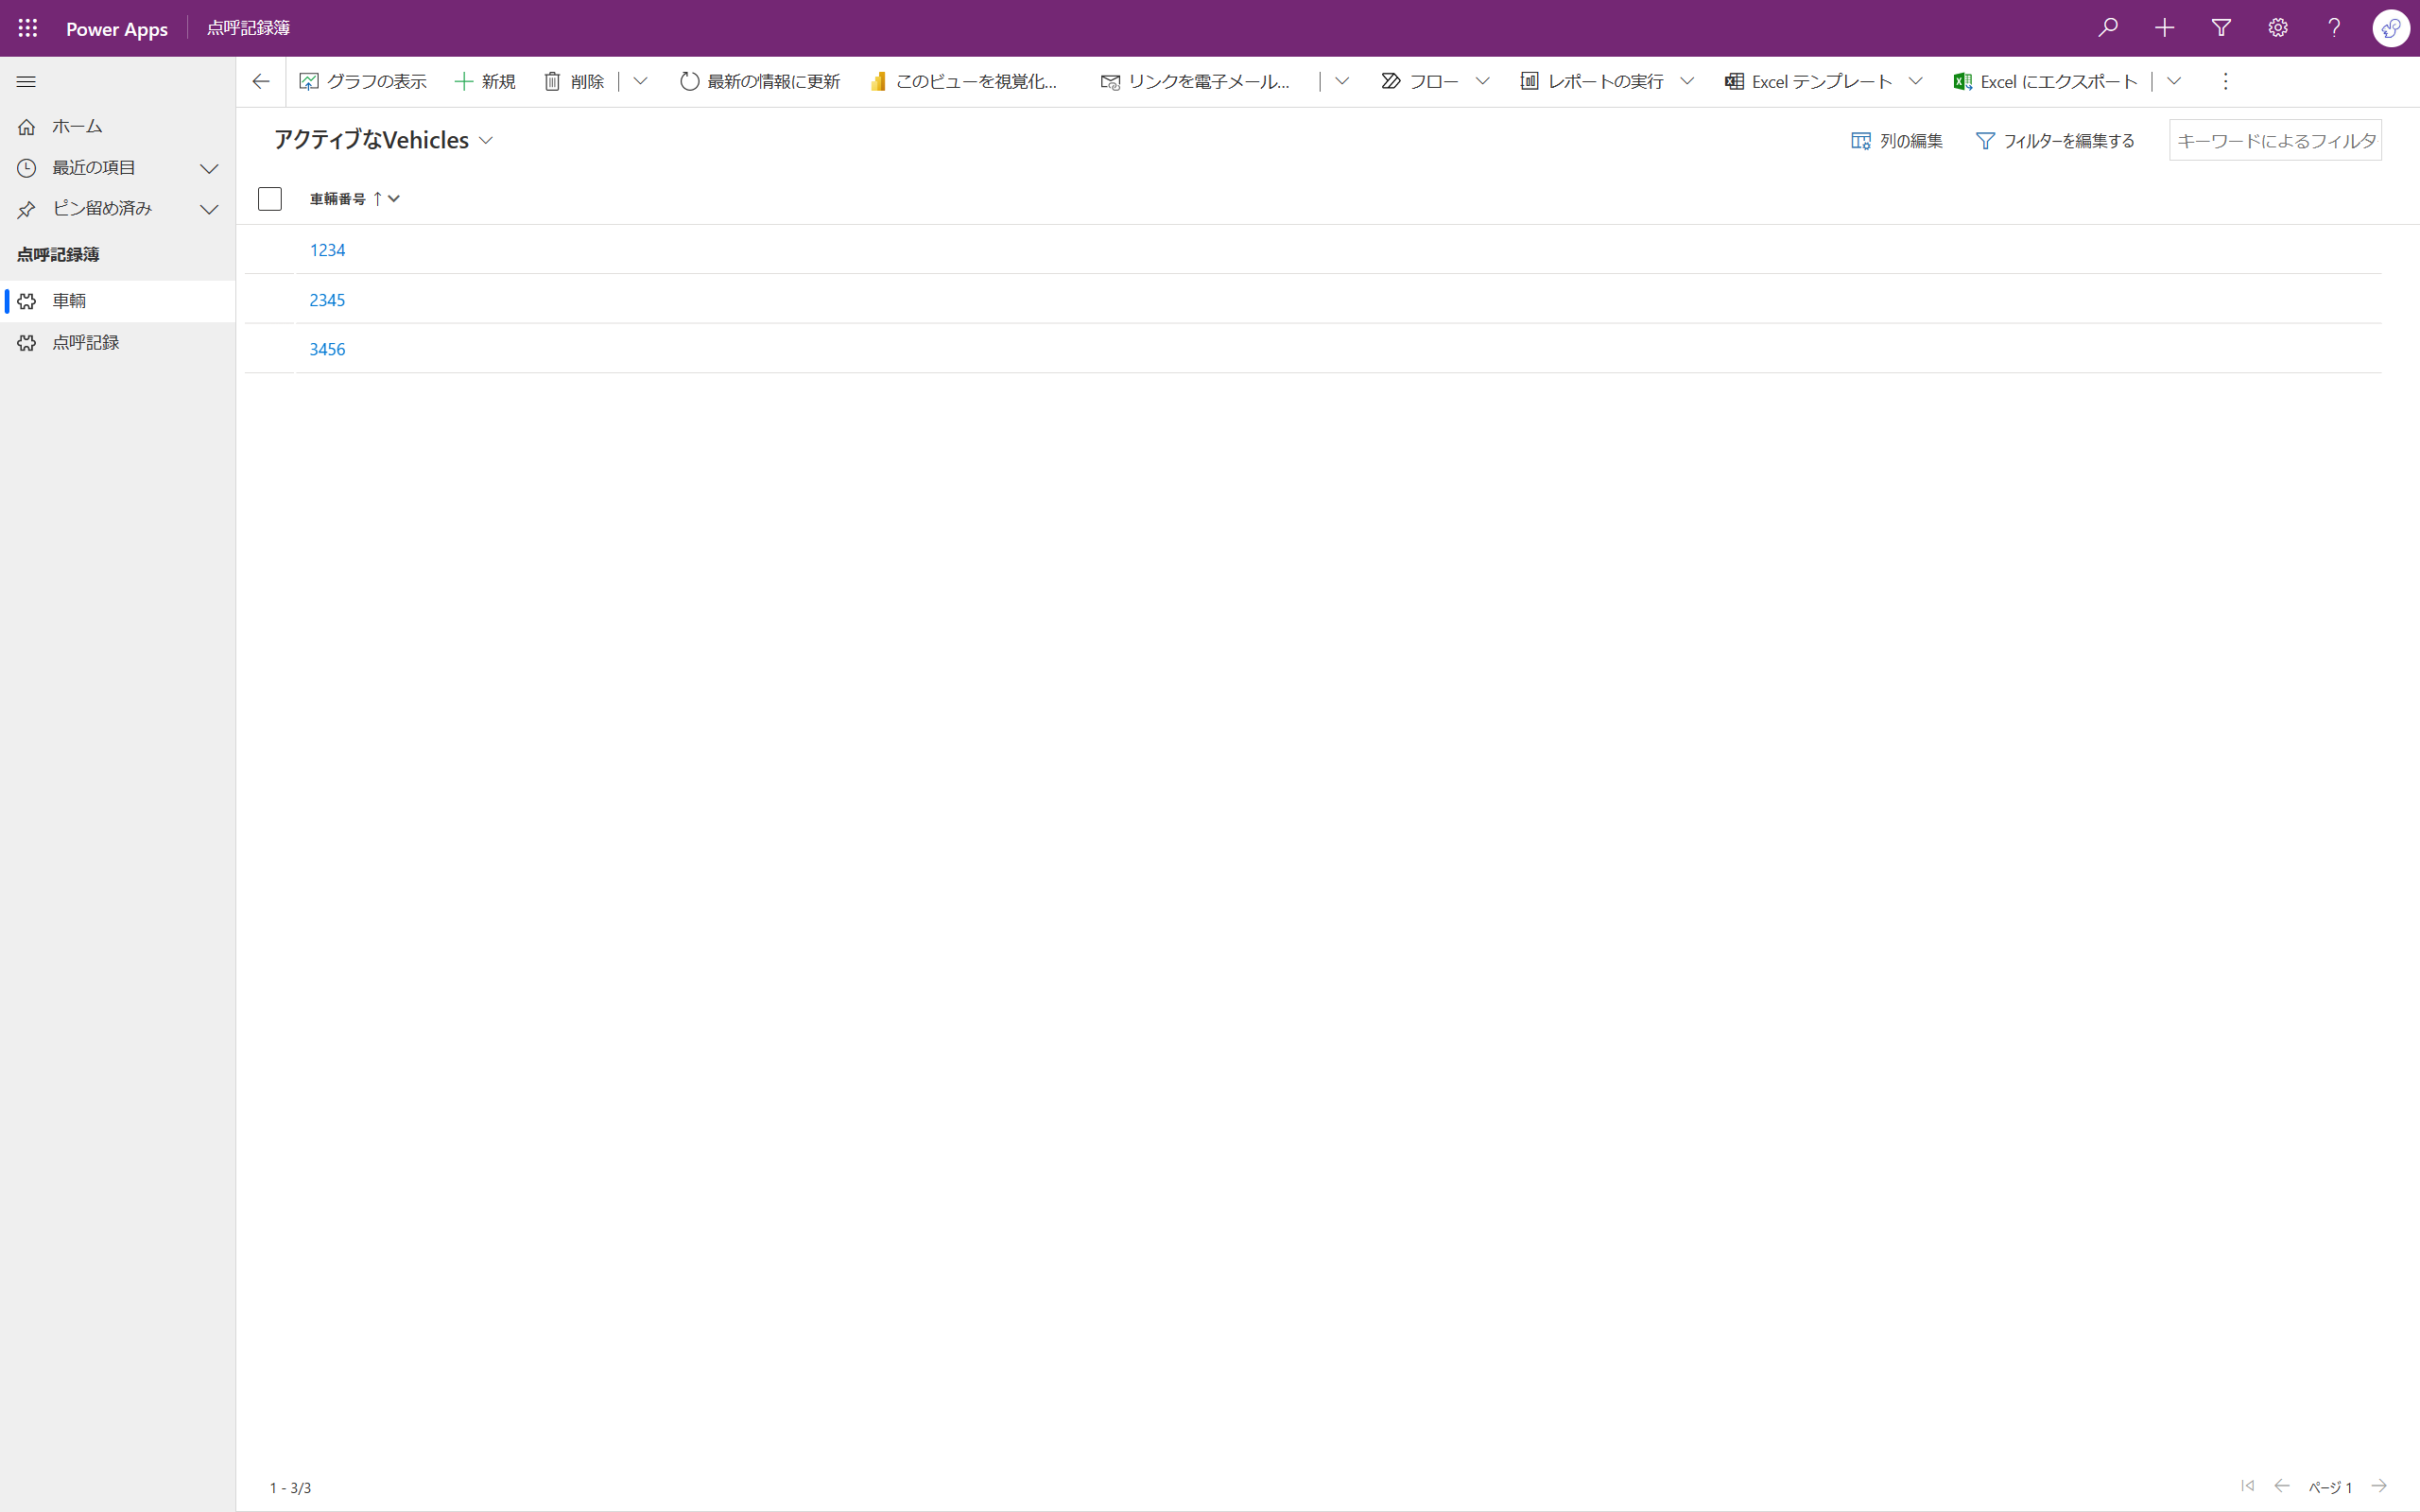 Power Apps 点呼記録簿
グラフの表示 新規 削除 最新の情報に更新 このビューを視覚化... リンクを電子メール... フロー レポートの実行 Excel テンプレート Excel にエクスポート
ホーム
最近の項目
ピン留め済み
点呼記録簿
車輛
点呼記録
アクティブなVehicles
列の編集 フィルターを編集する キーワードによるフィルタ
車輛番号
1234
2345
3456
1 - 3/3
ページ 1